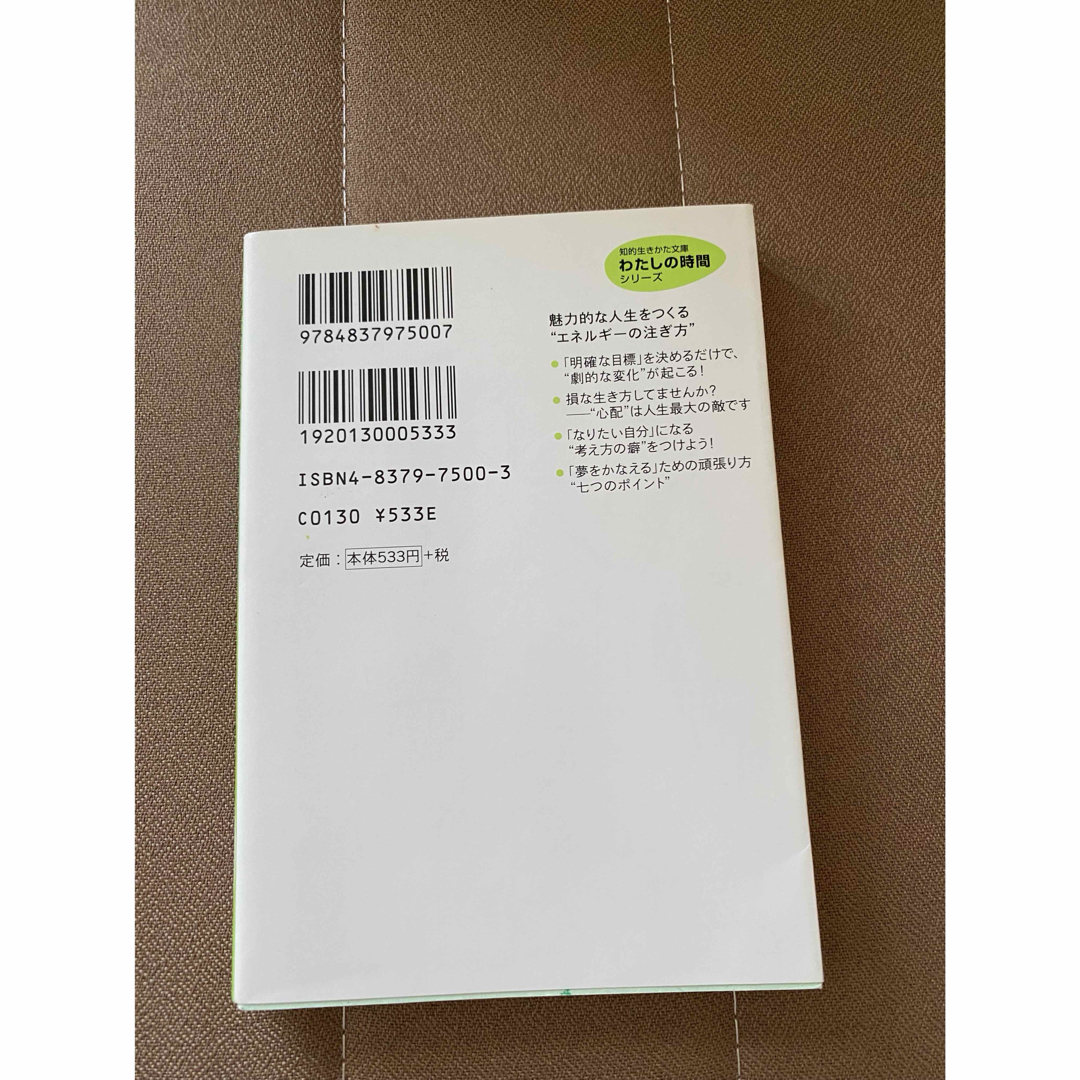 9784837975007
1920130005333
ISBN4-8379-7500-3
C0130 ¥533E
定価：本体533円+税
知的生きかた文庫
わたしの時間
シリーズ
魅力的な人生をつくる
“エネルギーの注ぎ方”
●「明確な目標」を決めるだけで、
“劇的な変化”が起こる！
●損な生き方してませんか？
——“心配”は人生最大の敵です
●「なりたい自分」になる
“考え方の癖”をつけよう！
●「夢をかなえる」ための頑張り方
“七つのポイント”